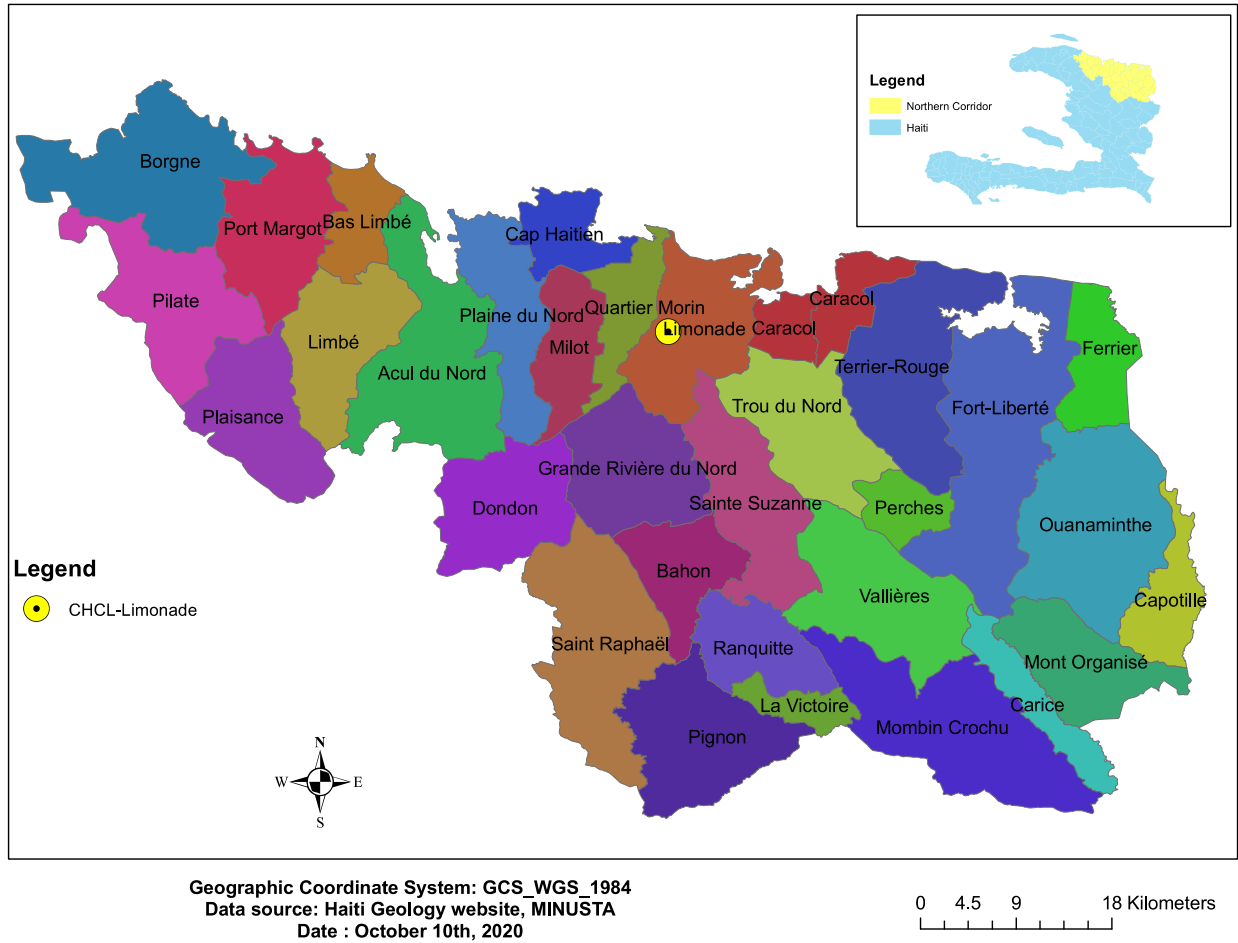 Legend
Northern Corridor
Haiti
Borgne
Port Margot
Bas Limbé
Cap Haitien
Pilate
Limbé
Plaine du Nord
Quartier Morin
Caracol
Milot
Limonade
Caracol
Ferrier
Acul du Nord
Terrier-Rouge
Plaisance
Trou du Nord
Fort-Liberté
Grande Rivière du Nord
Dondon
Sainte Suzanne
Perches
Ouanaminthe
Bahon
Vallières
Capotille
Legend
CHCL-Limonade
Saint Raphaël
Ranquitte
Mont Organisé
La Victoire
Carice
Pignon
Mombin Crochu
N
W
E
S
Geographic Coordinate System: GCS_WGS_1984
Data source: Haiti Geology website, MINUSTA
Date : October 10th, 2020
0 4.5 9 18 Kilometers